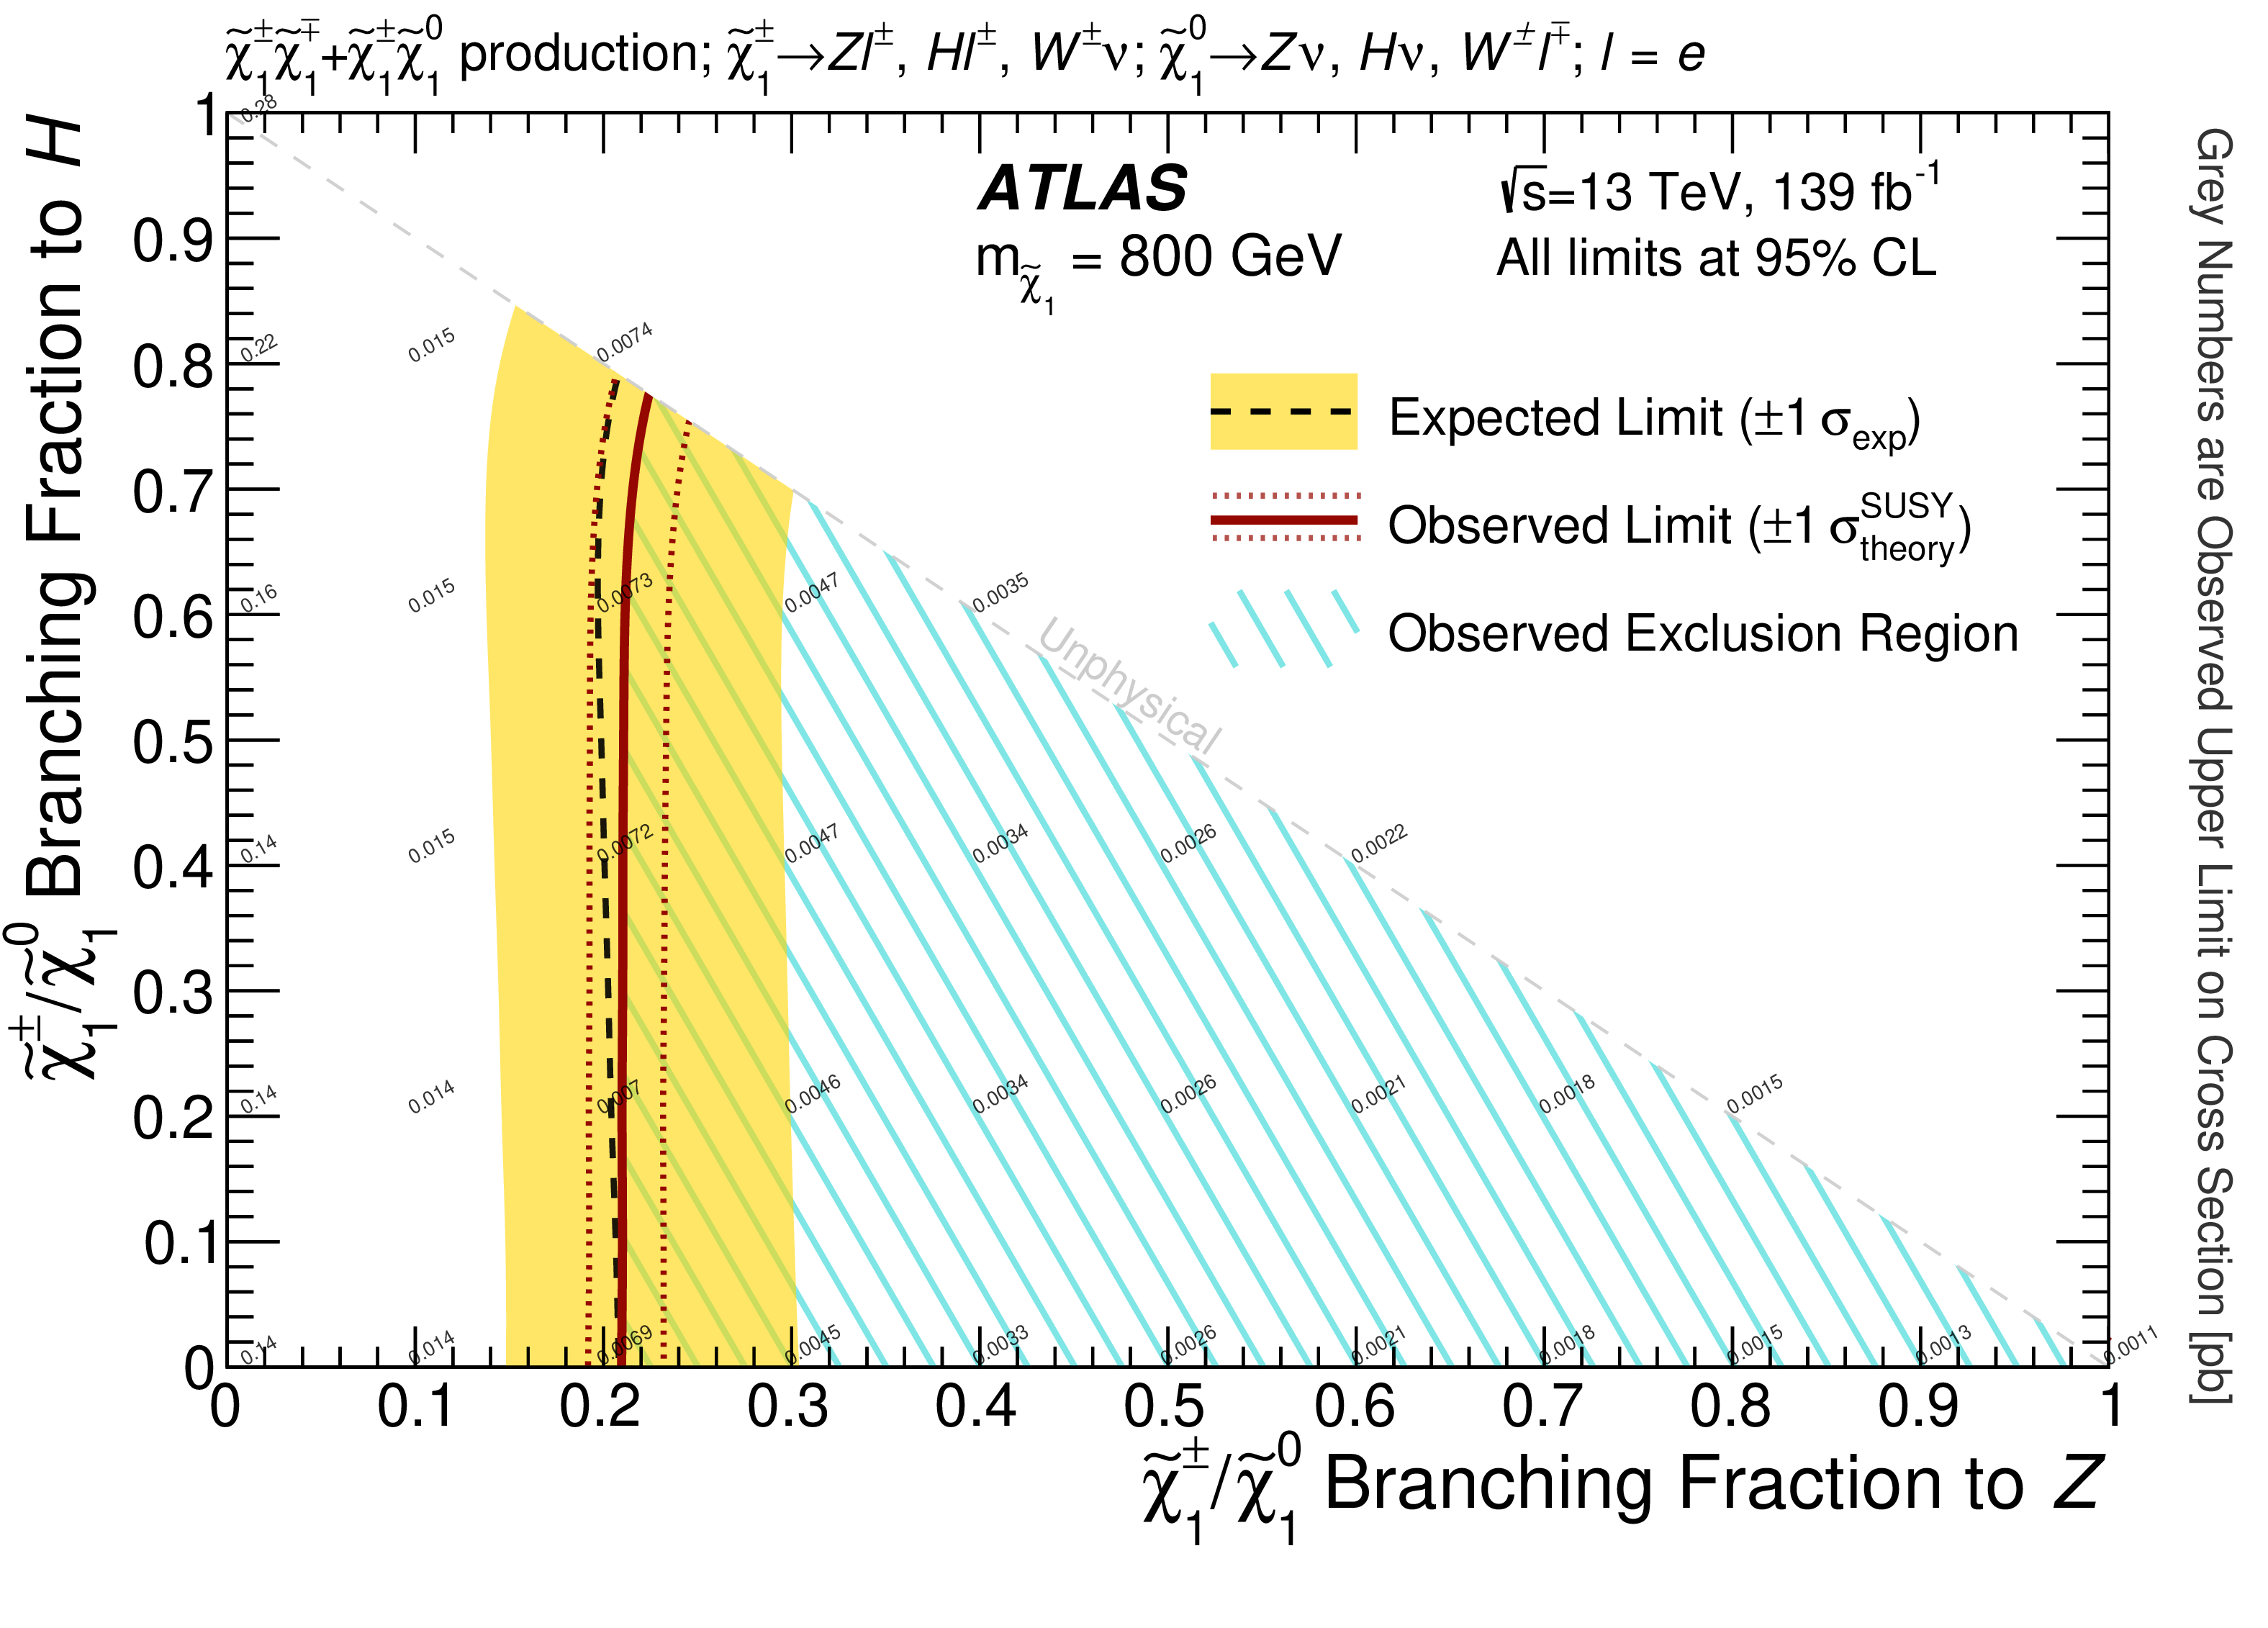 χ̃₁±χ̃₁∓+χ̃₁±χ̃₁⁰ production; χ̃₁±→Zl±, Hl±, W±ν; χ̃₁⁰→Zν, Hν, W±l∓; l = e
ATLAS
m_χ̃₁ = 800 GeV
√s=13 TeV, 139 fb⁻¹
All limits at 95% CL
Expected Limit (±1 σ_exp)
Observed Limit (±1 σ_theory^SUSY)
Observed Exclusion Region
Unphysical
χ̃₁±/χ̃₁⁰ Branching Fraction to H
1
0.9
0.8
0.7
0.6
0.5
0.4
0.3
0.2
0.1
0
0.28
0.22 0.015 0.0074
0.16 0.015 0.0073 0.0047 0.0035
0.14 0.015 0.0072 0.0047 0.0034 0.0026 0.0022
0.14 0.014 0.007 0.0046 0.0034 0.0026 0.0021 0.0018 0.0015
0.14 0.014 0.0069 0.0045 0.0033 0.0026 0.0021 0.0018 0.0015 0.0013 0.0011
0 0.1 0.2 0.3 0.4 0.5 0.6 0.7 0.8 0.9 1
χ̃₁±/χ̃₁⁰ Branching Fraction to Z
Grey Numbers are Observed Upper Limit on Cross Section [pb]